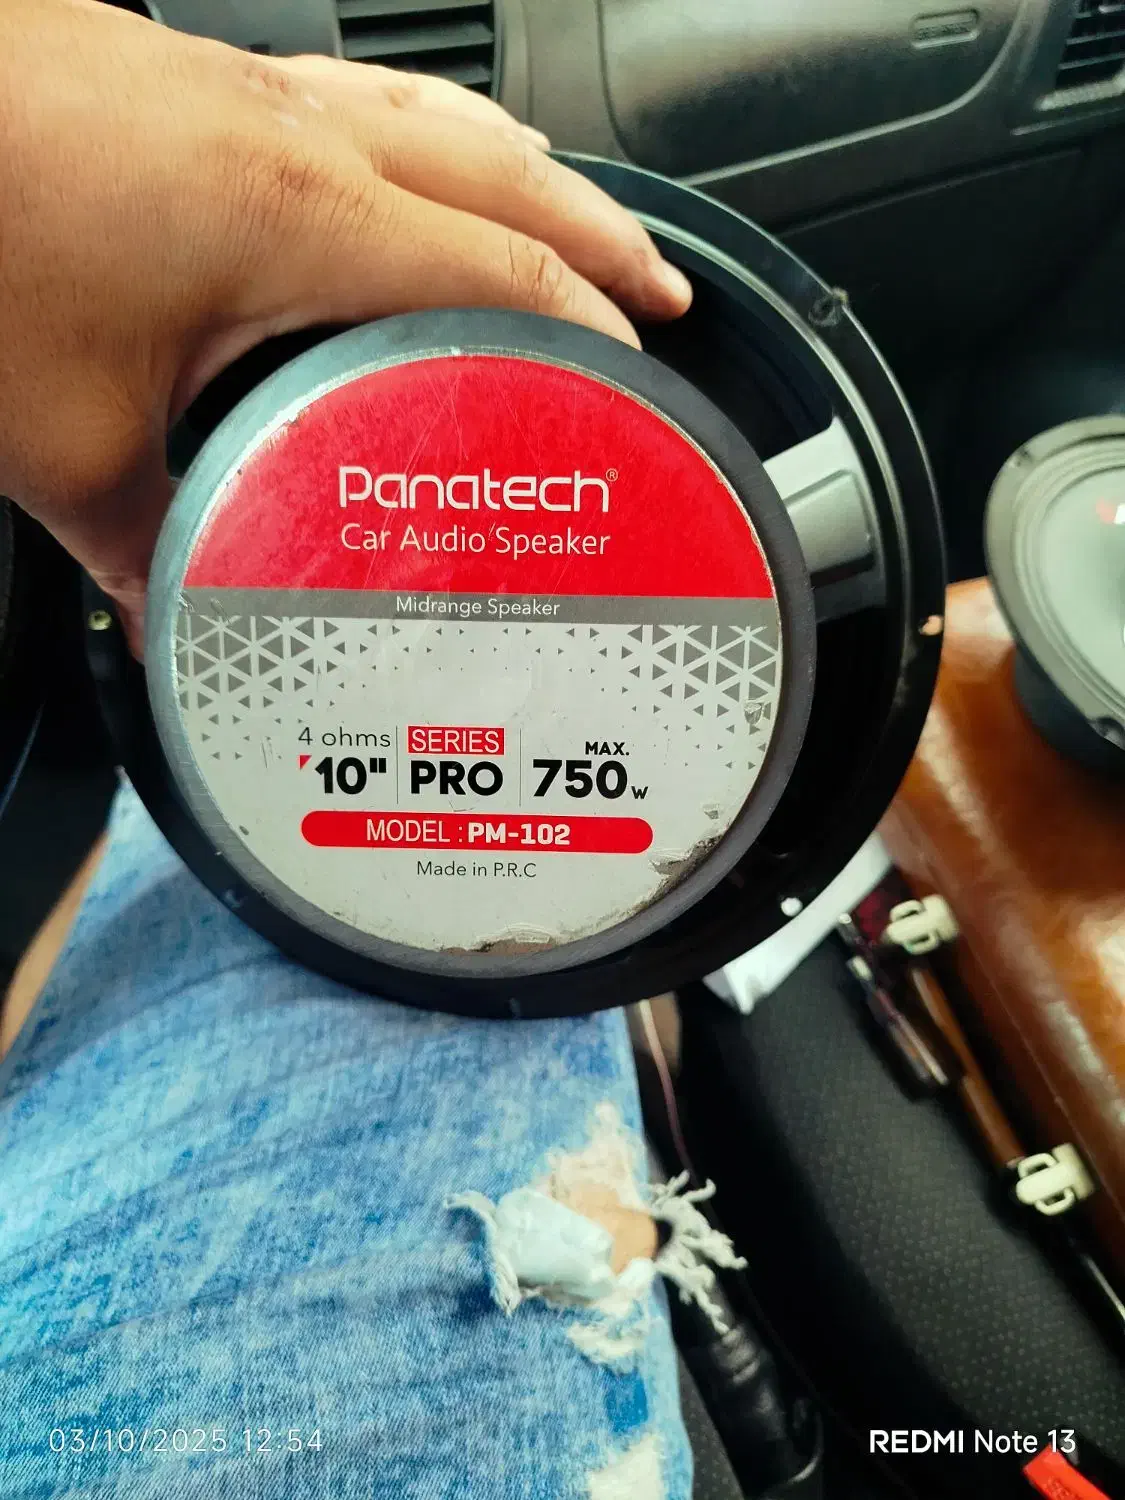 Panatech®
Car Audio Speaker
Midrange Speaker
4 ohms
10"
SERIES
PRO
MAX.
750w
MODEL : PM-102
Made in P.R.C
03/10/2025 12:54
REDMI Note 13